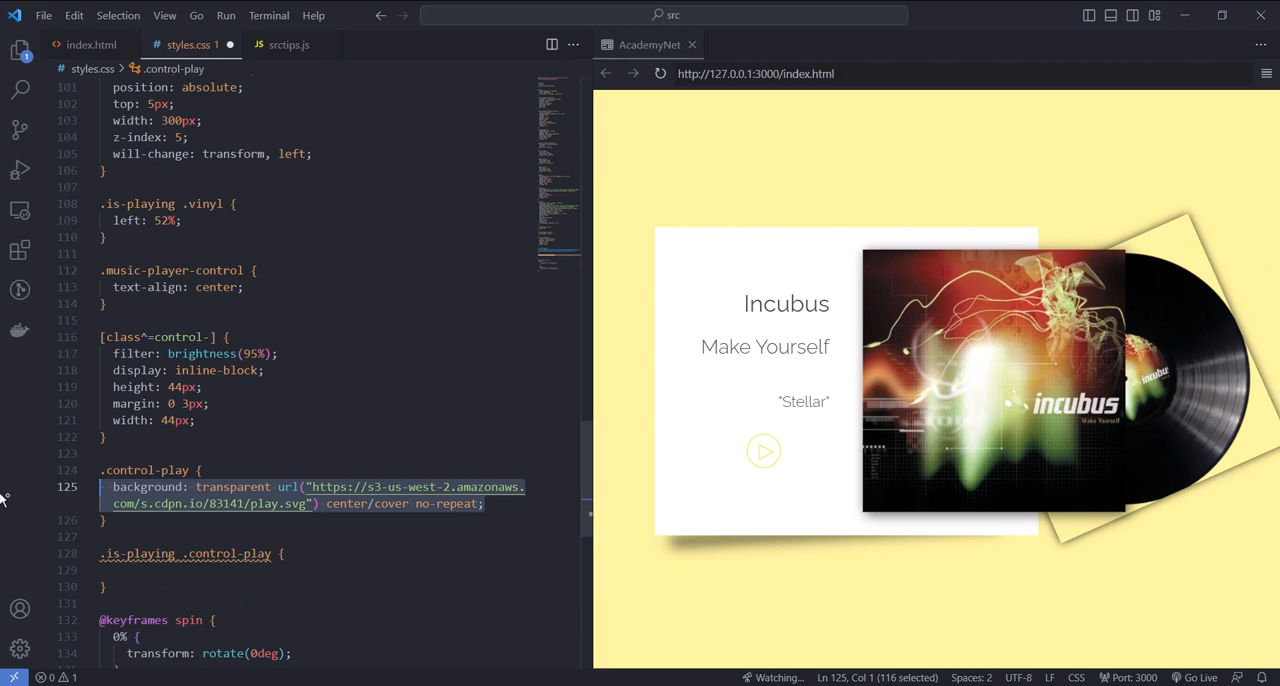 File Edit Selection View Go Run Terminal Help
src
index.html
# styles.css 1
JS srctips.js
AcademyNet
# styles.css > .control-play
http://127.0.0.1:3000/index.html
1
101 position: absolute;
102 top: 5px;
103 width: 300px;
104 z-index: 5;
105 will-change: transform, left;
106 }
107
108 .is-playing .vinyl {
109 left: 52%;
110 }
111
112 .music-player-control {
113 text-align: center;
114 }
115
116 [class^=control-] {
117 filter: brightness(95%);
118 display: inline-block;
119 height: 44px;
120 margin: 0 3px;
121 width: 44px;
122 }
123
124 .control-play {
125 background: transparent url("https://s3-us-west-2.amazonaws.
com/s.cdpn.io/83141/play.svg") center/cover no-repeat;
126 }
127
128 .is-playing .control-play {
129
130 }
131
132 @keyframes spin {
133 0% {
134 transform: rotate(0deg);
Incubus
Make Yourself
"Stellar"
incubus
Make Yourself
incubus
0 1
Watching...
Ln 125, Col 1 (116 selected)
Spaces: 2
UTF-8
LF
CSS
Port: 3000
Go Live